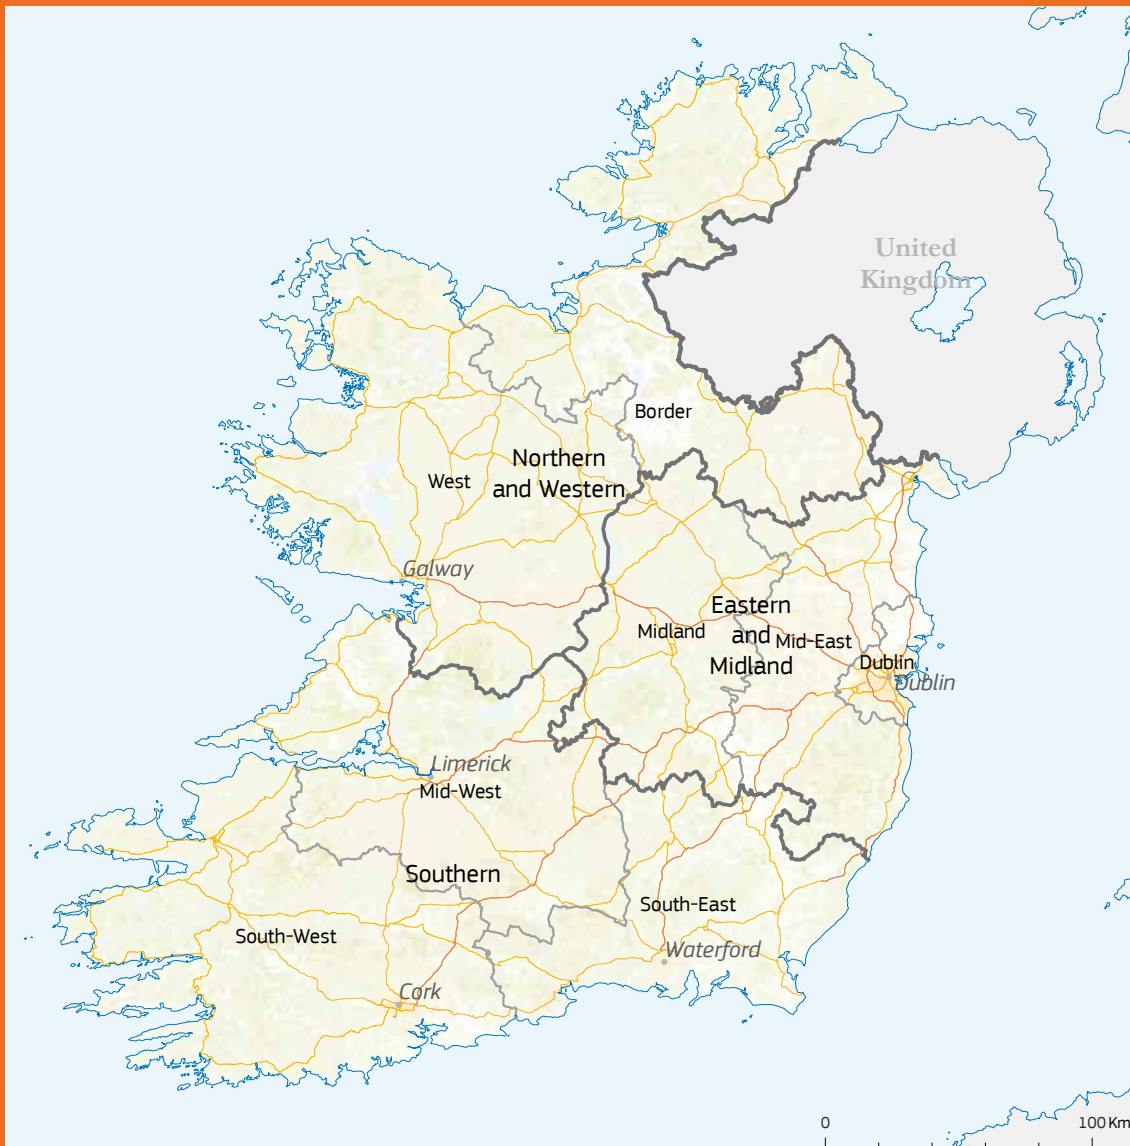 United
Kingdom
Border
Northern
and Western
West
Galway
Eastern
and
Midland
Midland
Mid-East
Dublin
Dublin
Limerick
Mid-West
Southern
South-East
South-West
Waterford
Cork
0
100 Km